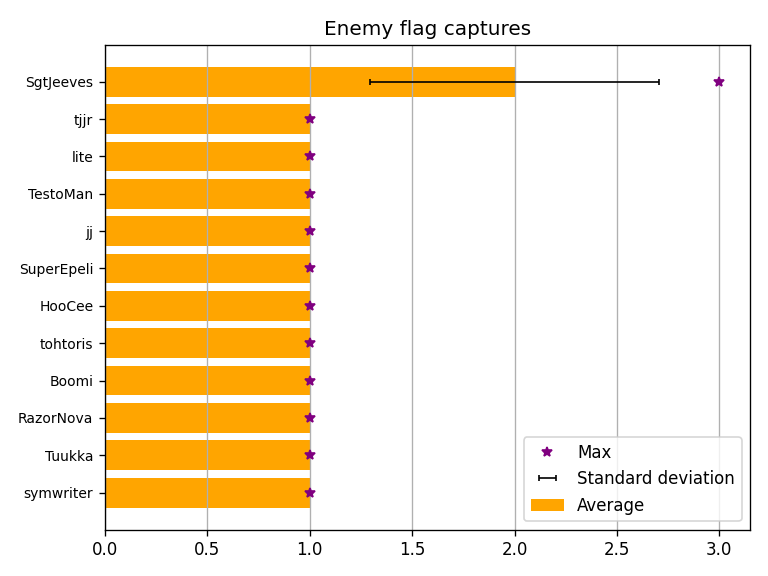 Enemy flag captures
SgtJeeves
tjjr
lite
TestoMan
jj
SuperEpeli
HooCee
tohtoris
Boomi
RazorNova
Tuukka
symwriter
Max
Standard deviation
Average
0.0 0.5 1.0 1.5 2.0 2.5 3.0